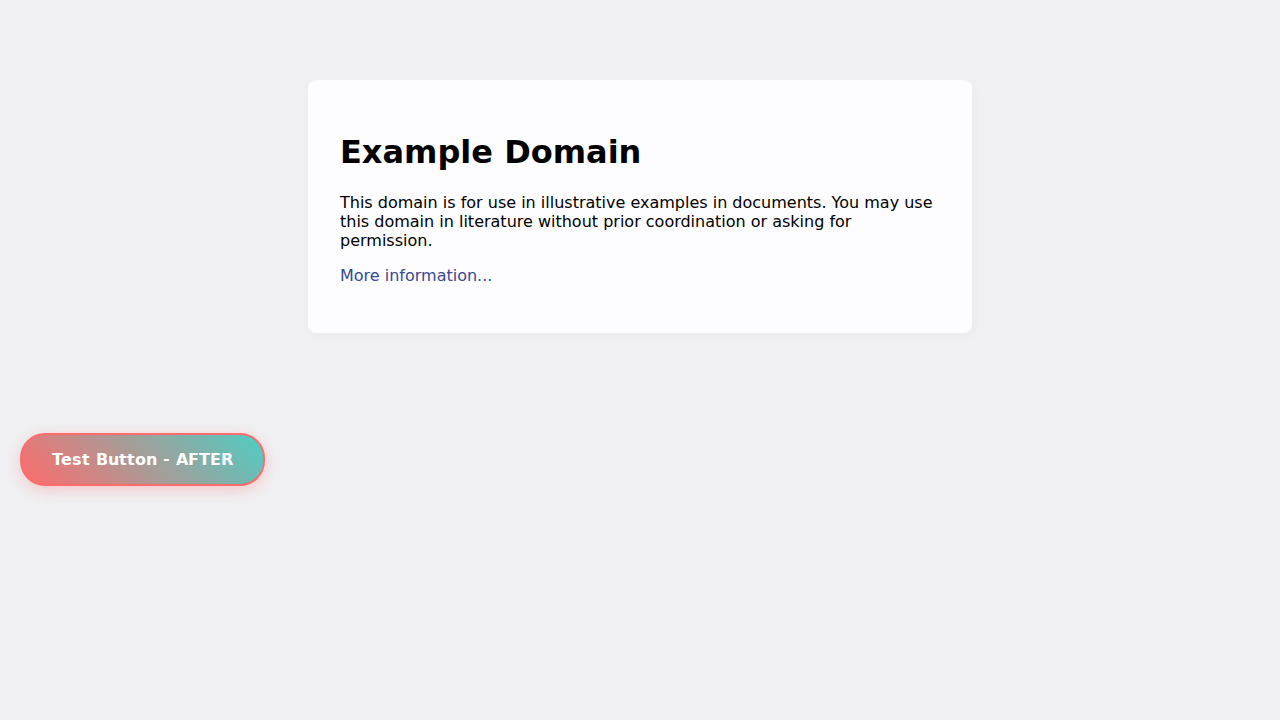 Example Domain
This domain is for use in illustrative examples in documents. You may use
this domain in literature without prior coordination or asking for
permission.
More information...
Test Button - AFTER